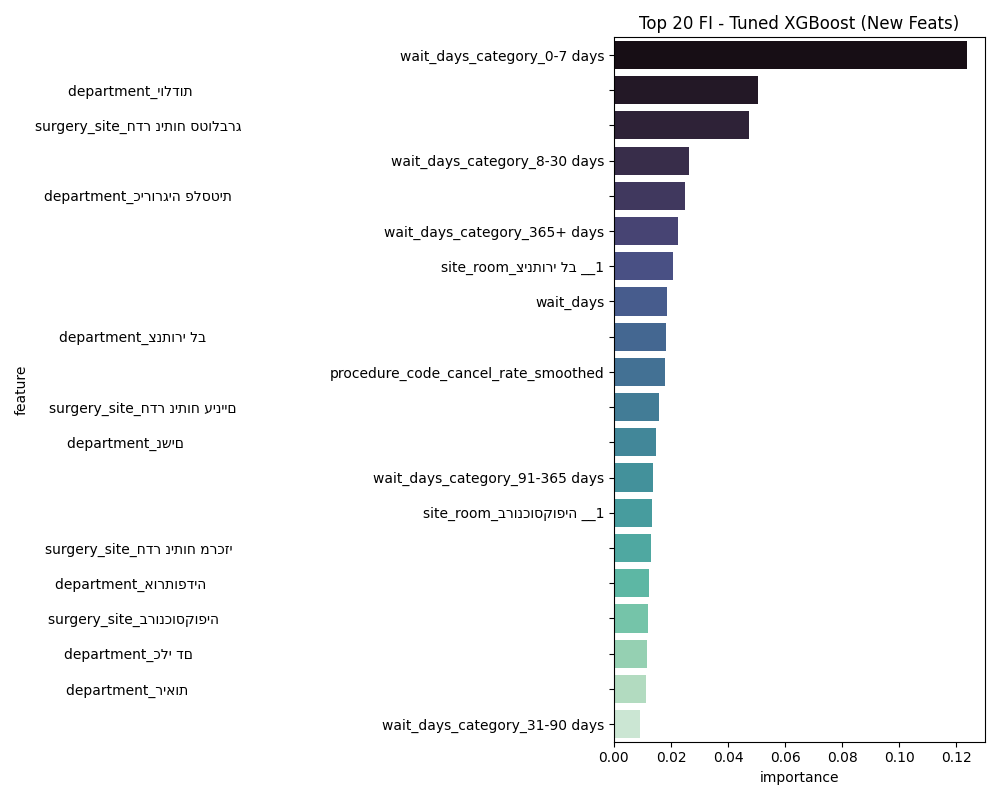 Top 20 FI - Tuned XGBoost (New Feats)
wait_days_category_0-7 days
department_יולדות
surgery_site_חדר ניתוח סטולברג
wait_days_category_8-30 days
department_כירורגיה פלסטית
wait_days_category_365+ days
site_room_צינתורי לב __1
wait_days
department_צנתורי לב
procedure_code_cancel_rate_smoothed
surgery_site_חדר ניתוח עיניים
department_נשים
wait_days_category_91-365 days
site_room_ברונכוסקופיה __1
surgery_site_חדר ניתוח מרכזי
department_אורתופדיה
surgery_site_ברונכוסקופיה
department_כלי דם
department_ריאות
wait_days_category_31-90 days
feature
0.00 0.02 0.04 0.06 0.08 0.10 0.12
importance